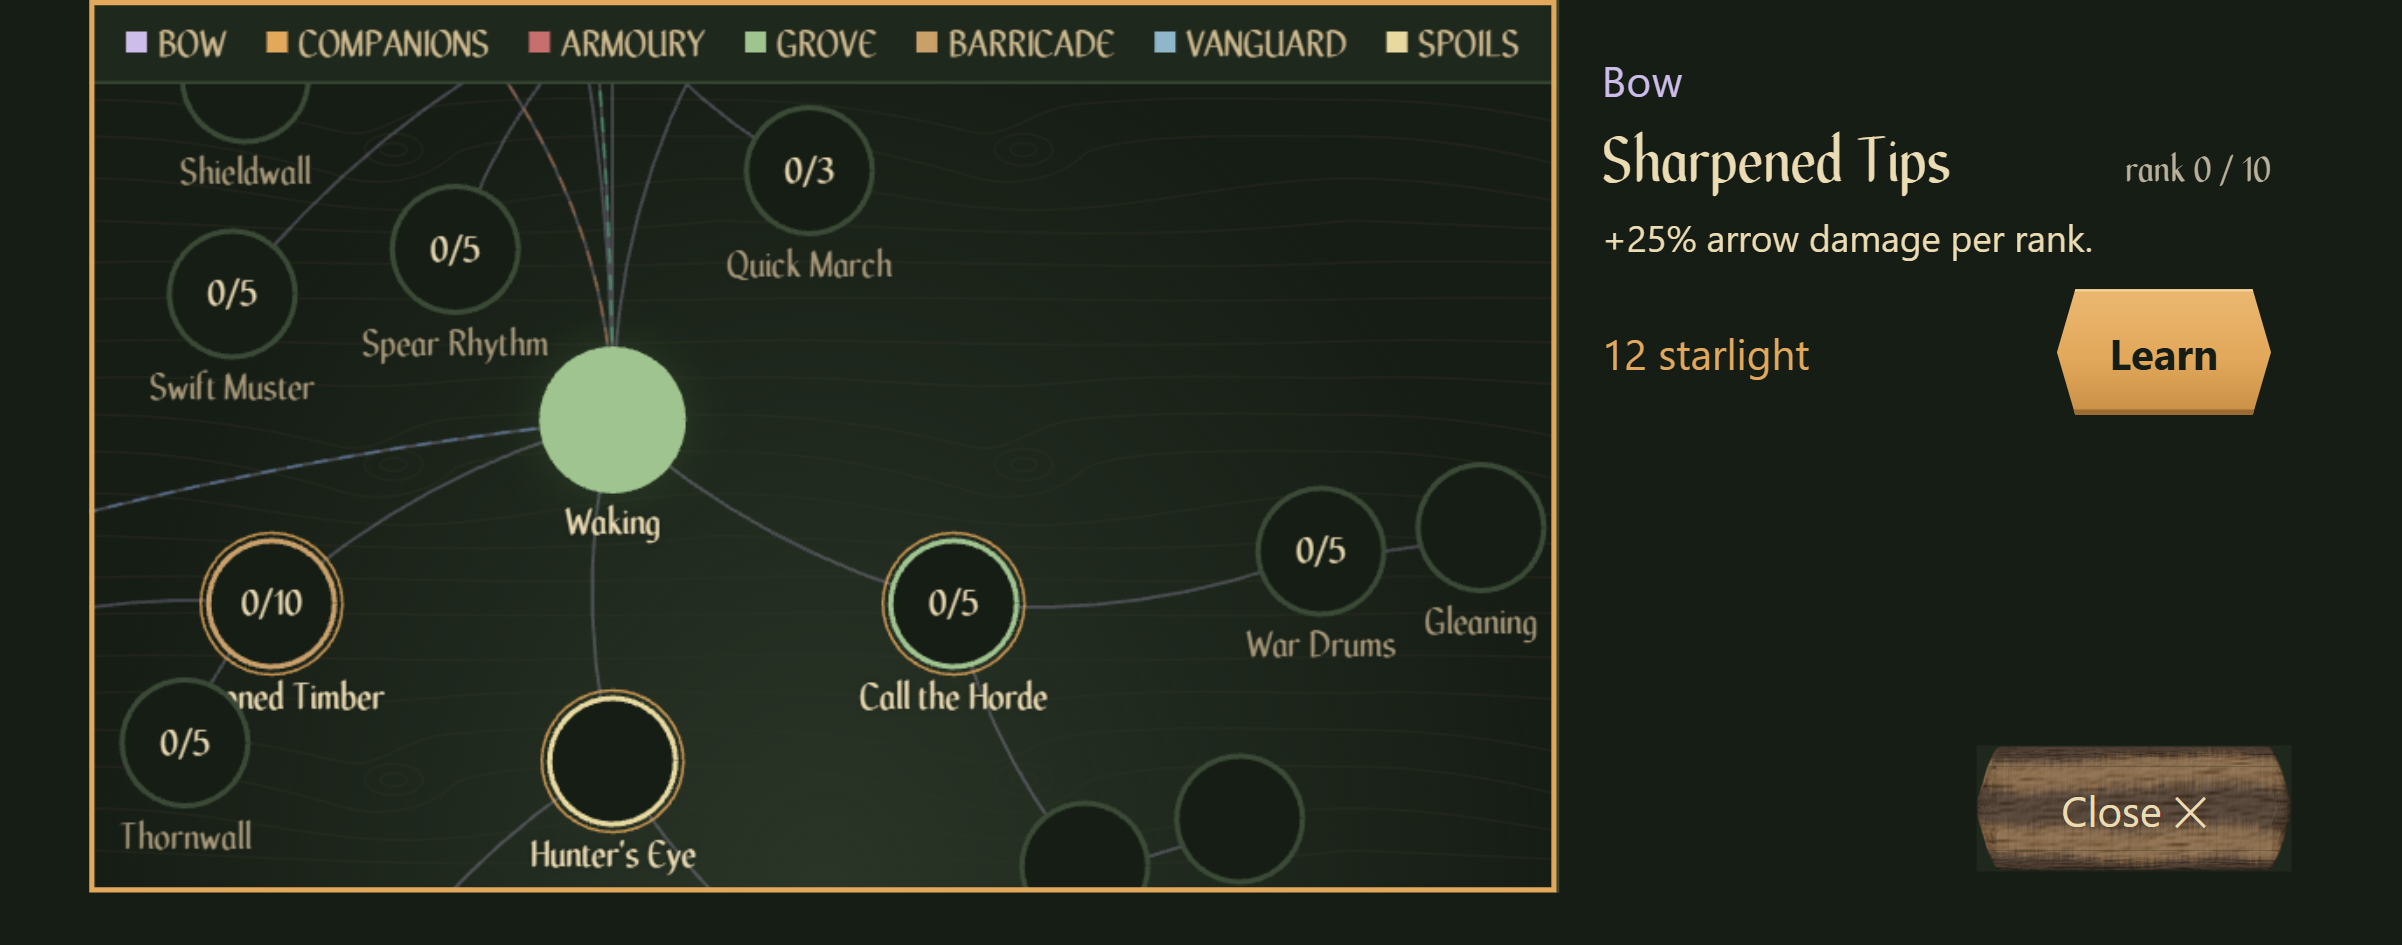 BOW COMPANIONS ARMOURY GROVE BARRICADE VANGUARD SPOILS
Shieldwall
0/3
Quick March
0/5
Spear Rhythm
0/5
Swift Muster
Waking
0/10
ned Timber
0/5
Thornwall
Hunter's Eye
0/5
Call the Horde
0/5
War Drums
Gleaning
Bow
Sharpened Tips
rank 0 / 10
+25% arrow damage per rank.
12 starlight
Learn
Close ✕